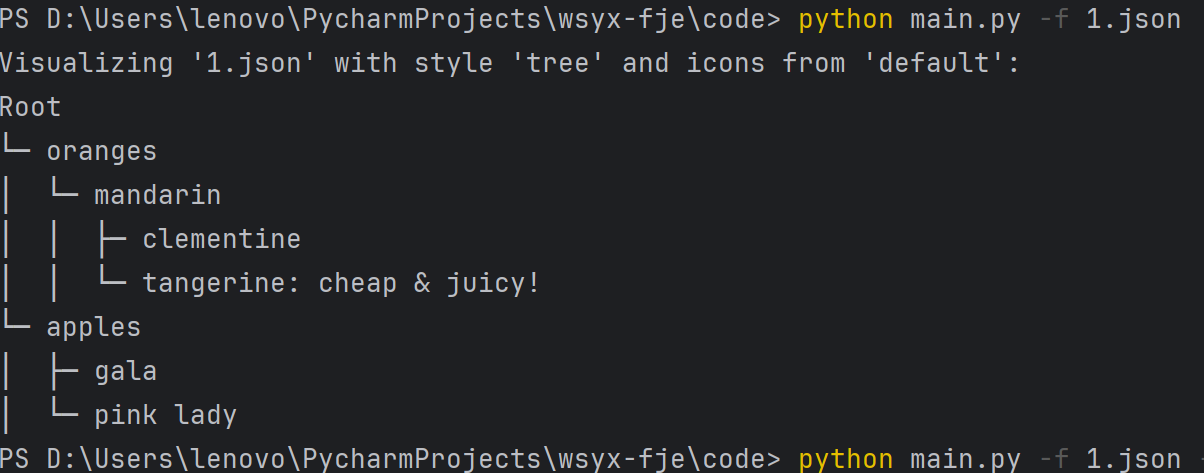 PS D:\Users\lenovo\PycharmProjects\wsyx-fje\code> python main.py -f 1.json
Visualizing '1.json' with style 'tree' and icons from 'default':
Root
└─ oranges
│  └─ mandarin
│  │  ├─ clementine
│  │  └─ tangerine: cheap & juicy!
└─ apples
│  ├─ gala
│  └─ pink lady
PS D:\Users\lenovo\PycharmProjects\wsyx-fje\code> python main.py -f 1.json